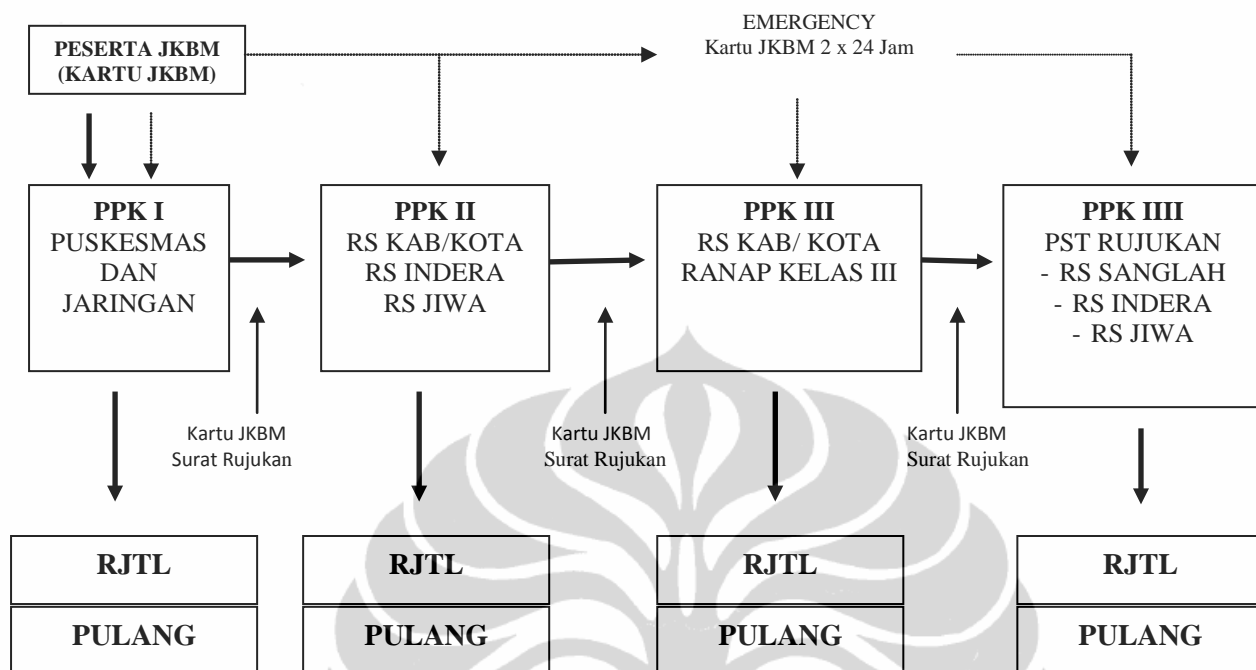 EMERGENCY
Kartu JKBM 2 x 24 Jam
PESERTA JKBM
(KARTU JKBM)
PPK I
PUSKESMAS
DAN
JARINGAN
PPK II
RS KAB/KOTA
RS INDERA
RS JIWA
PPK III
RS KAB/ KOTA
RANAP KELAS III
PPK IIII
PST RUJUKAN
- RS SANGLAH
- RS INDERA
- RS JIWA
Kartu JKBM
Surat Rujukan
Kartu JKBM
Surat Rujukan
Kartu JKBM
Surat Rujukan
RJTL
PULANG
RJTL
PULANG
RJTL
PULANG
RJTL
PULANG